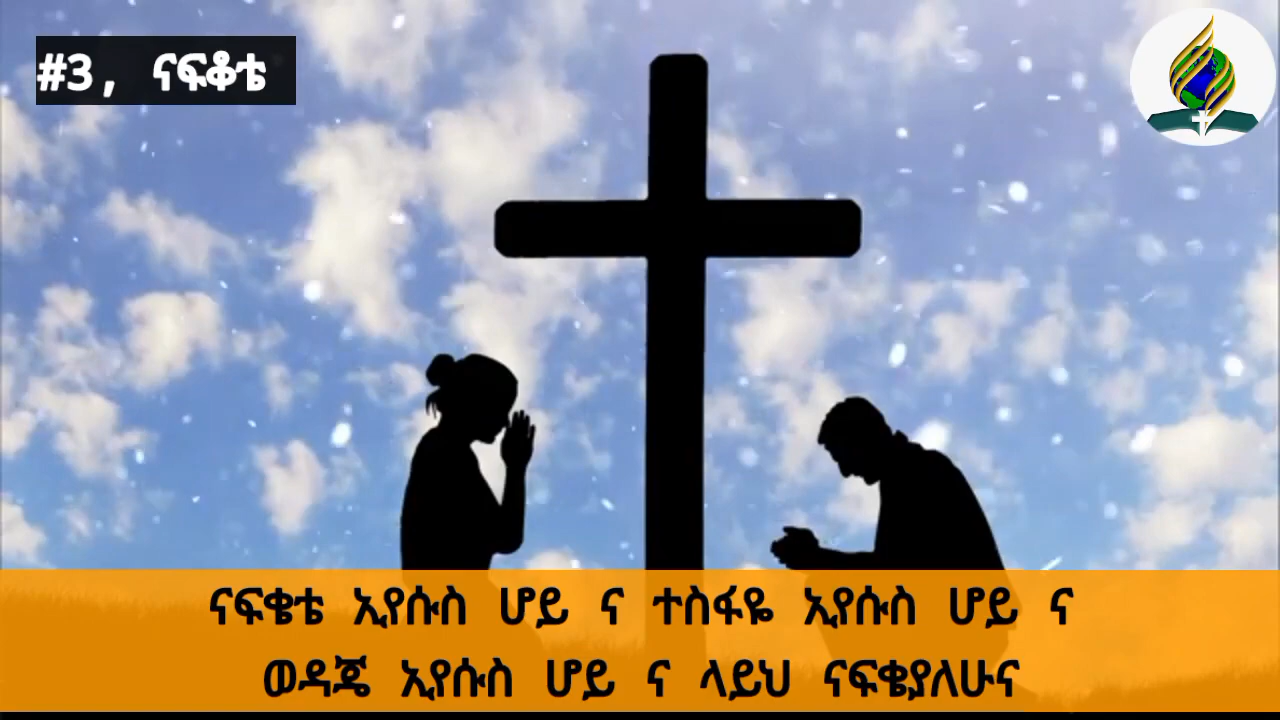 #3, ናፍቆቴ
ናፍቄቴ ኢየሱስ ሆይ ና ተስፋዬ ኢየሱስ ሆይ ና
ወዳጄ ኢየሱስ ሆይ ና ላይህ ናፍቄያለሁና